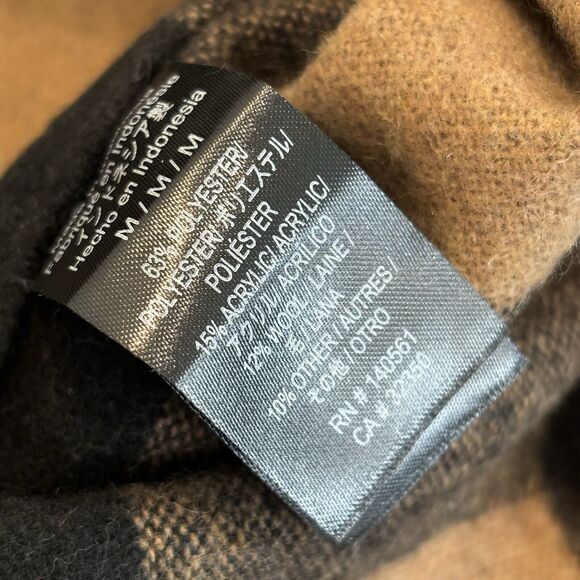 Fabriqué en Indonésie
インドネシア製
Hecho en Indonesia
M / M / M
63% POLYESTER/
POLYESTER/ポリエステル/
POLIÉSTER
15% ACRYLIC/ACRYLIC/
アクリル/ACRÍLICO
12% WOOL/LAINE/
毛/LANA
10% OTHER/AUTRES/
その他/OTRO
RN # 140561
CA # 32350